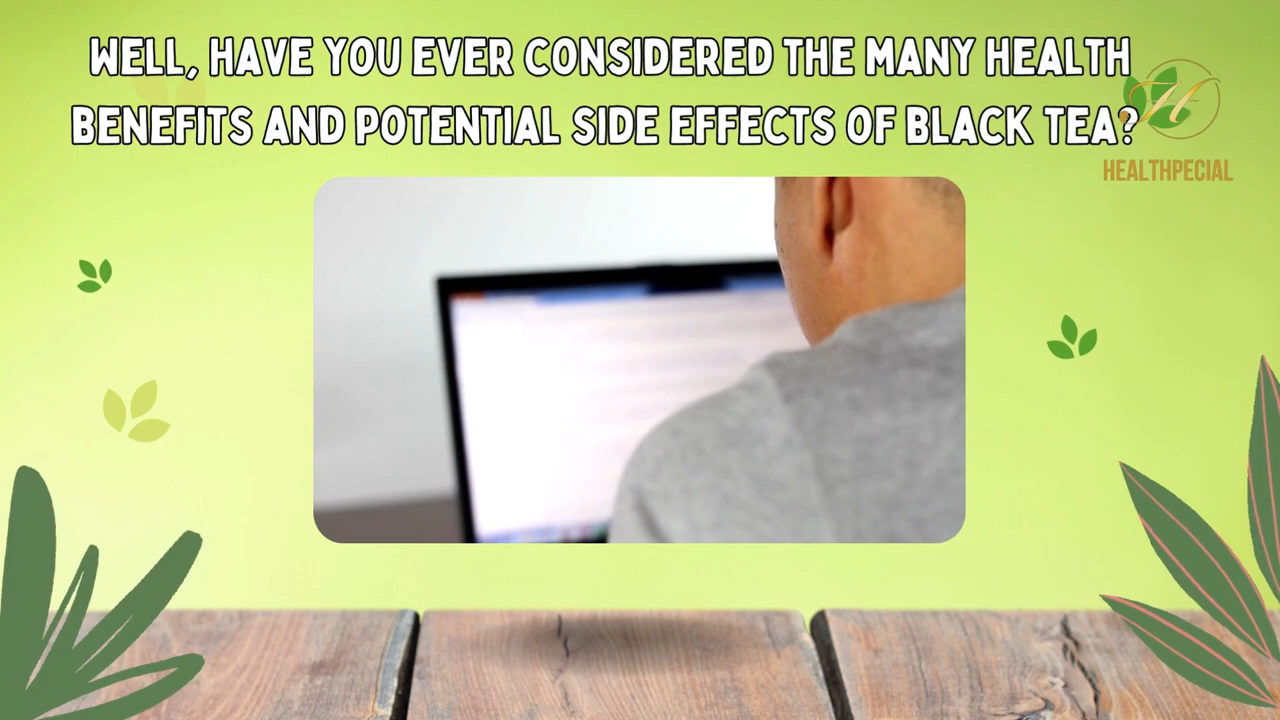 WELL, HAVE YOU EVER CONSIDERED THE MANY HEALTH
BENEFITS AND POTENTIAL SIDE EFFECTS OF BLACK TEA?
H
HEALTHPECIAL